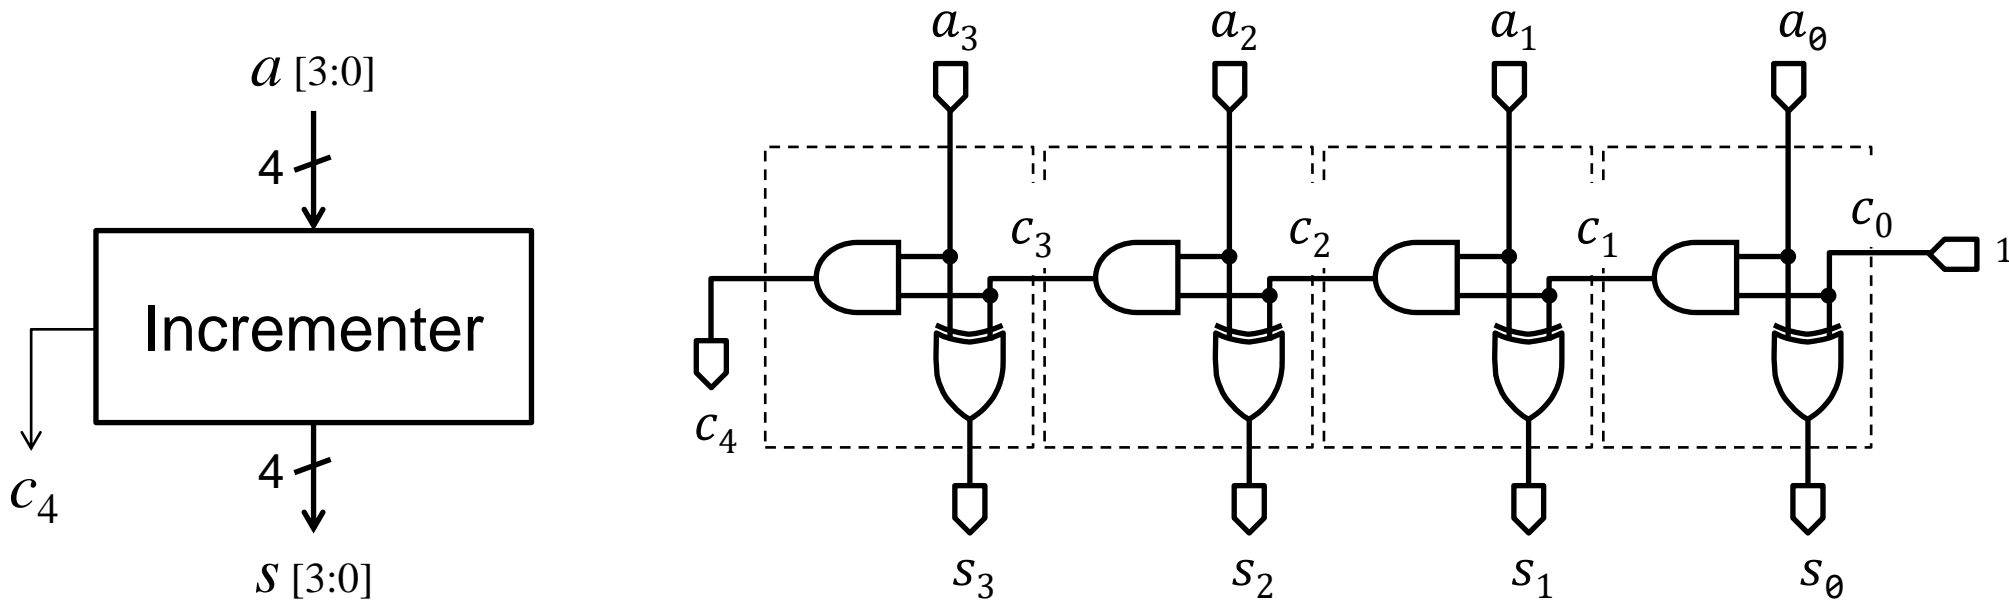 a [3:0]
4
Incrementer
c₄
4
s [3:0]
a₃ a₂ a₁ a₀
c₃ c₂ c₁ c₀
1
c₄
s₃ s₂ s₁ s₀